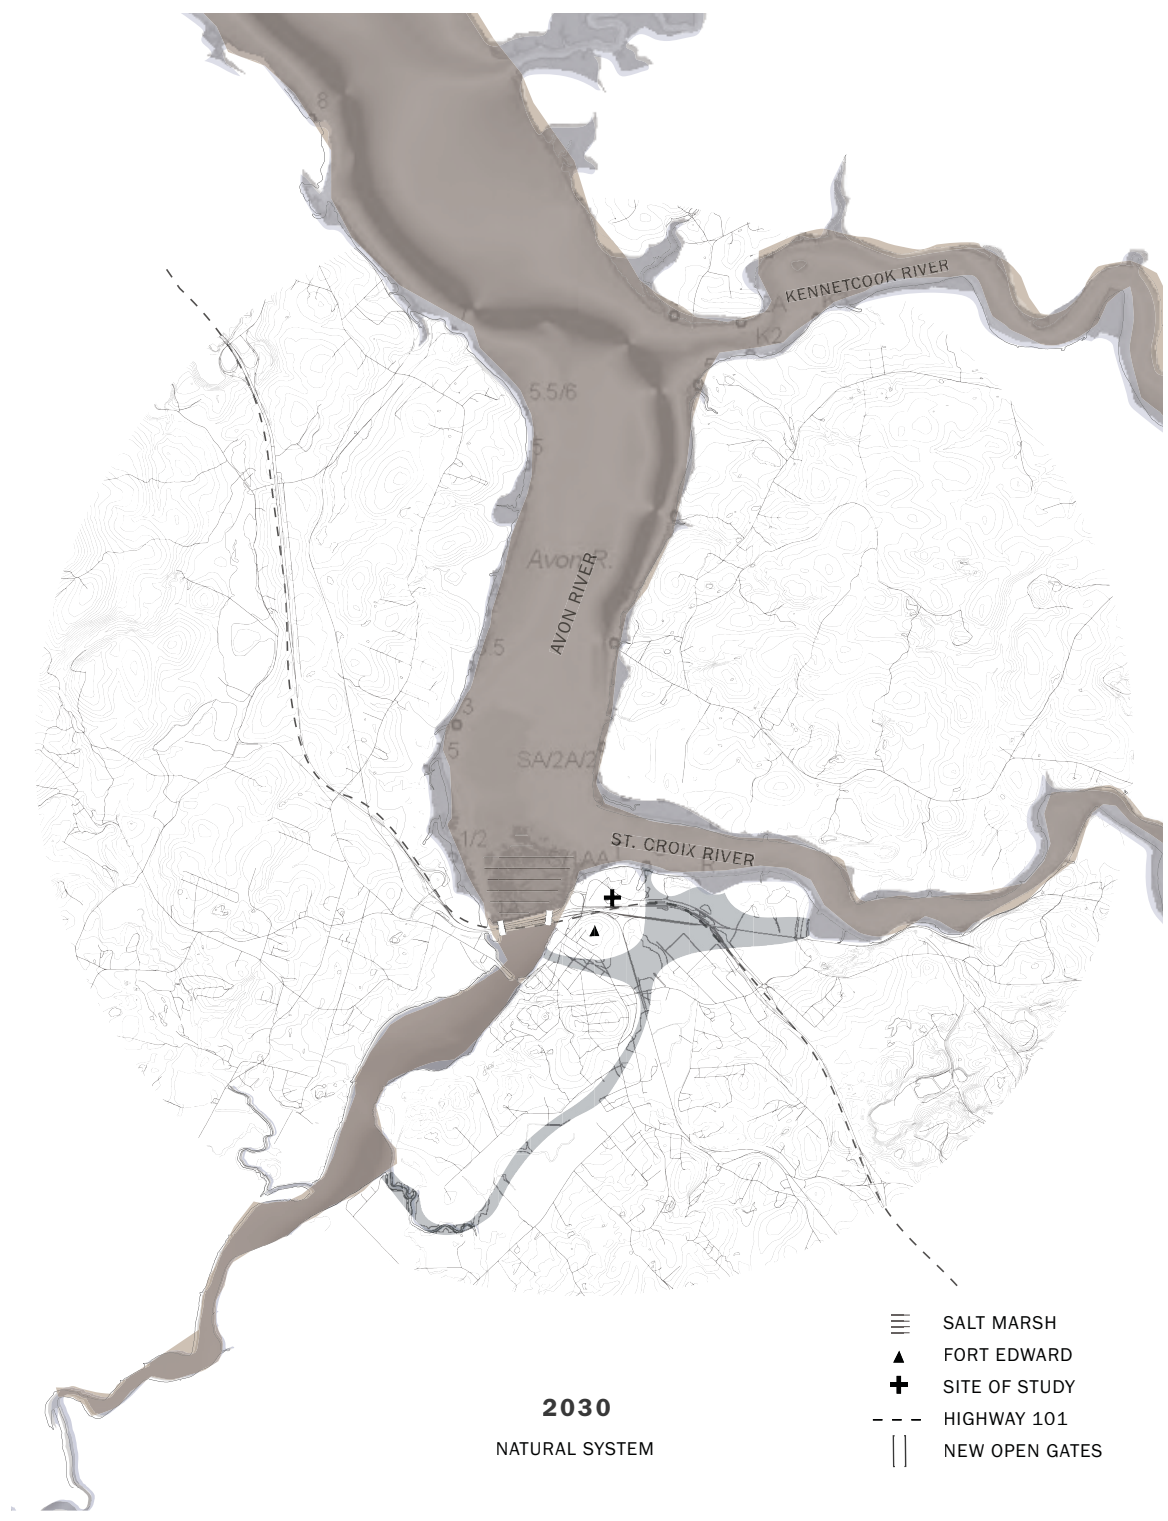 8
KENNETCOOK RIVER
K2
5.5/6
5
Avon R.
AVON RIVER
3.5
3
5
SA/2A/2
1/2
ST. CROIX RIVER
SALT MARSH
FORT EDWARD
SITE OF STUDY
HIGHWAY 101
NEW OPEN GATES
2030
NATURAL SYSTEM